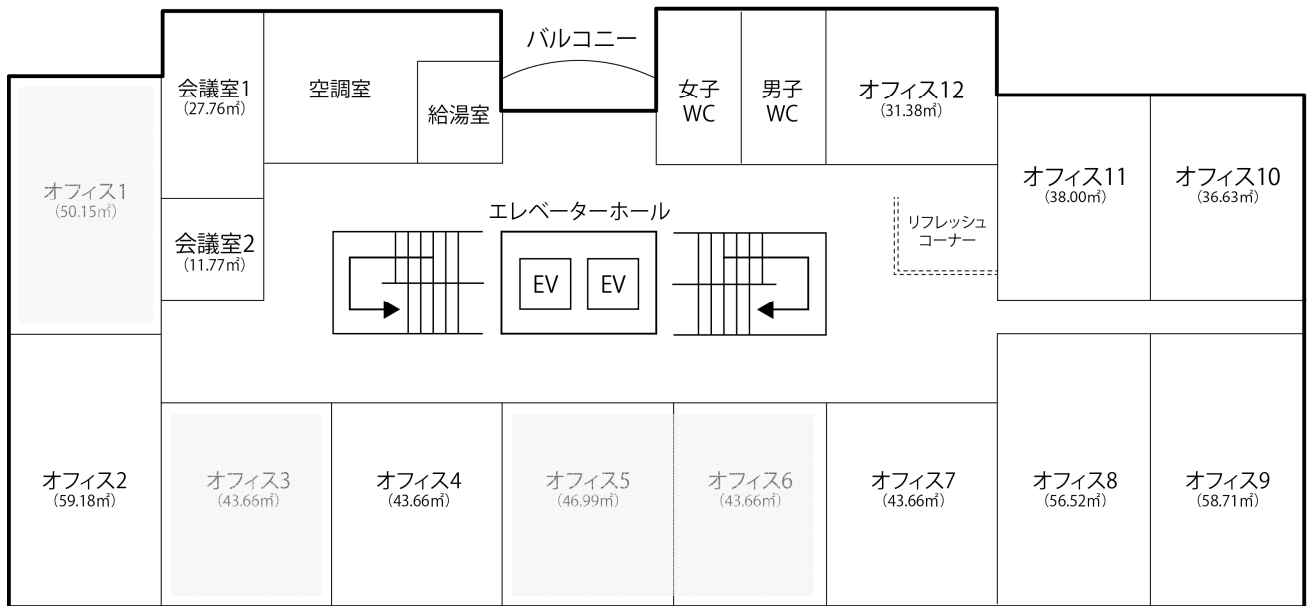 バルコニー
会議室1
(27.76㎡)
空調室
給湯室
女子
WC
男子
WC
オフィス12
(31.38㎡)
オフィス1
(50.15㎡)
オフィス11
(38.00㎡)
オフィス10
(36.63㎡)
会議室2
(11.77㎡)
エレベーターホール
EV
EV
リフレッシュ
コーナー
オフィス2
(59.18㎡)
オフィス3
(43.66㎡)
オフィス4
(43.66㎡)
オフィス5
(46.99㎡)
オフィス6
(43.66㎡)
オフィス7
(43.66㎡)
オフィス8
(56.52㎡)
オフィス9
(58.71㎡)